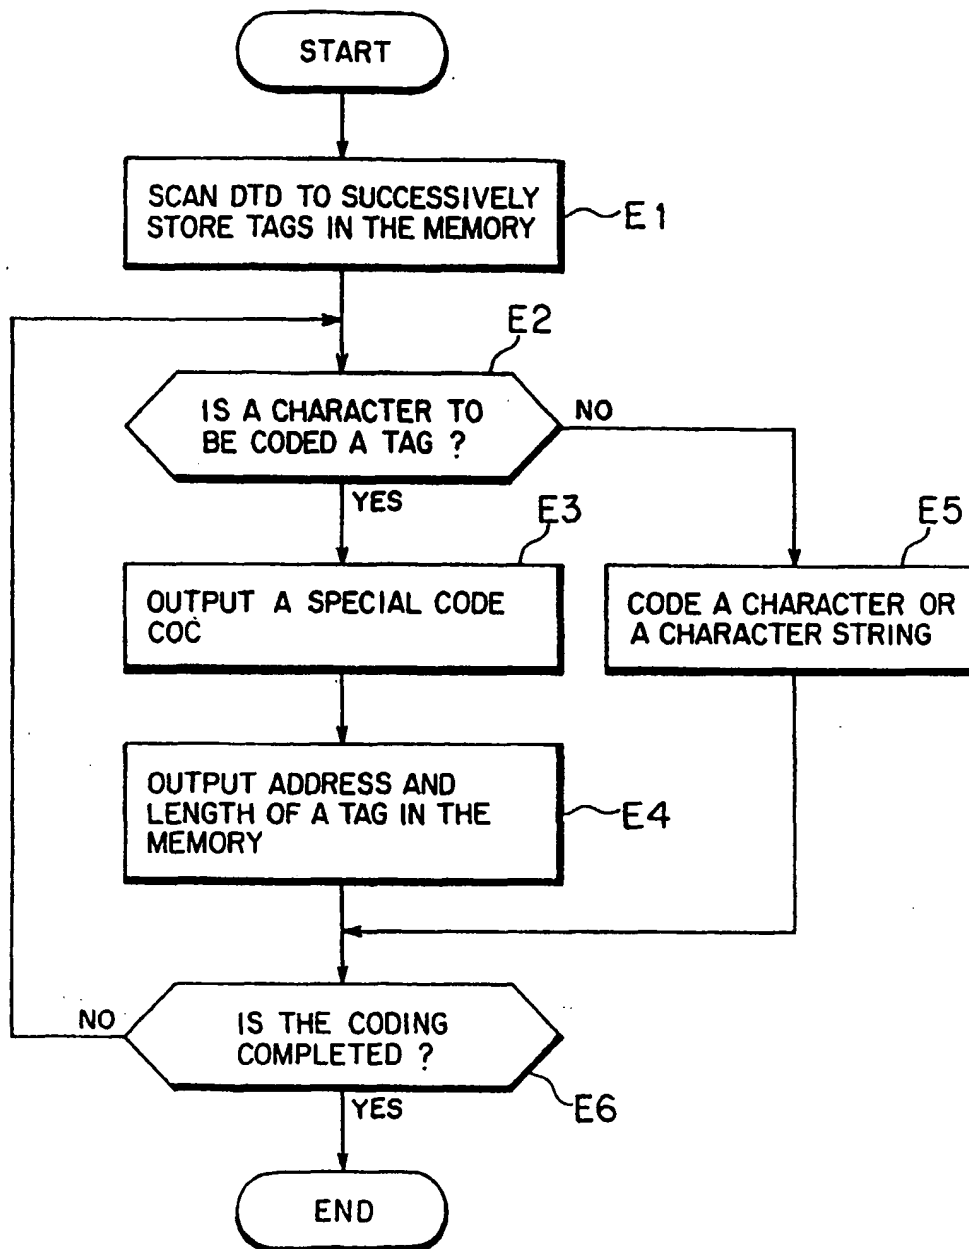 START
SCAN DTD TO SUCCESSIVELY
STORE TAGS IN THE MEMORY
E1
E2
IS A CHARACTER TO
BE CODED A TAG ?
NO
YES
E3
E5
OUTPUT A SPECIAL CODE
COC
CODE A CHARACTER OR
A CHARACTER STRING
OUTPUT ADDRESS AND
LENGTH OF A TAG IN THE
MEMORY
E4
NO
IS THE CODING
COMPLETED ?
E6
YES
END